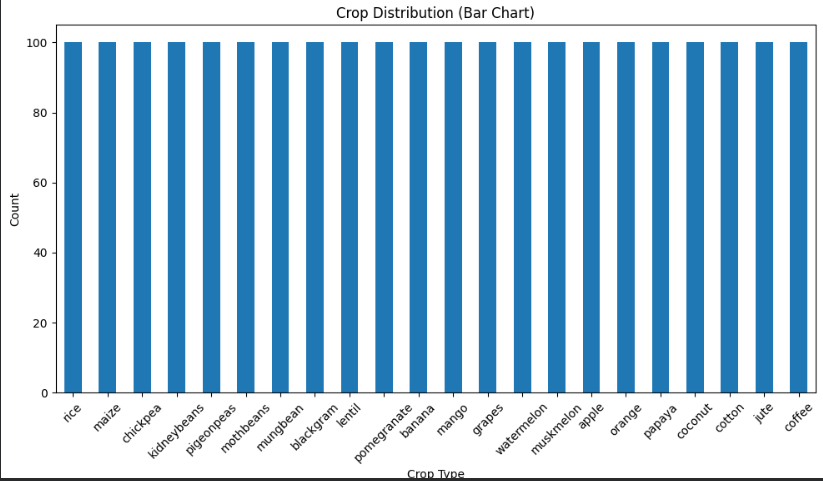 Crop Distribution (Bar Chart)
100
80
60
40
20
0
Count
rice
maize
chickpea
kidneybeans
pigeonpeas
mothbeans
mungbean
blackgram
lentil
pomegranate
banana
mango
grapes
watermelon
muskmelon
apple
orange
papaya
coconut
cotton
jute
coffee
Crop Type